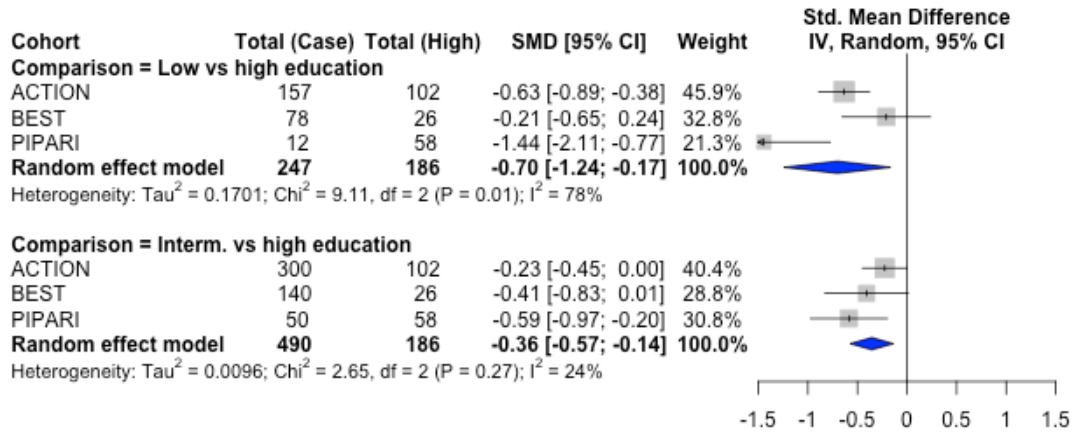 Std. Mean Difference
Cohort Total (Case) Total (High) SMD [95% CI] Weight IV, Random, 95% CI
Comparison = Low vs high education
ACTION 157 102 -0.63 [-0.89; -0.38] 45.9%
BEST 78 26 -0.21 [-0.65; 0.24] 32.8%
PIPARI 12 58 -1.44 [-2.11; -0.77] 21.3%
Random effect model 247 186 -0.70 [-1.24; -0.17] 100.0%
Heterogeneity: Tau² = 0.1701; Chi² = 9.11, df = 2 (P = 0.01); I² = 78%
Comparison = Interm. vs high education
ACTION 300 102 -0.23 [-0.45; 0.00] 40.4%
BEST 140 26 -0.41 [-0.83; 0.01] 28.8%
PIPARI 50 58 -0.59 [-0.97; -0.20] 30.8%
Random effect model 490 186 -0.36 [-0.57; -0.14] 100.0%
Heterogeneity: Tau² = 0.0096; Chi² = 2.65, df = 2 (P = 0.27); I² = 24%
-1.5 -1 -0.5 0 0.5 1 1.5